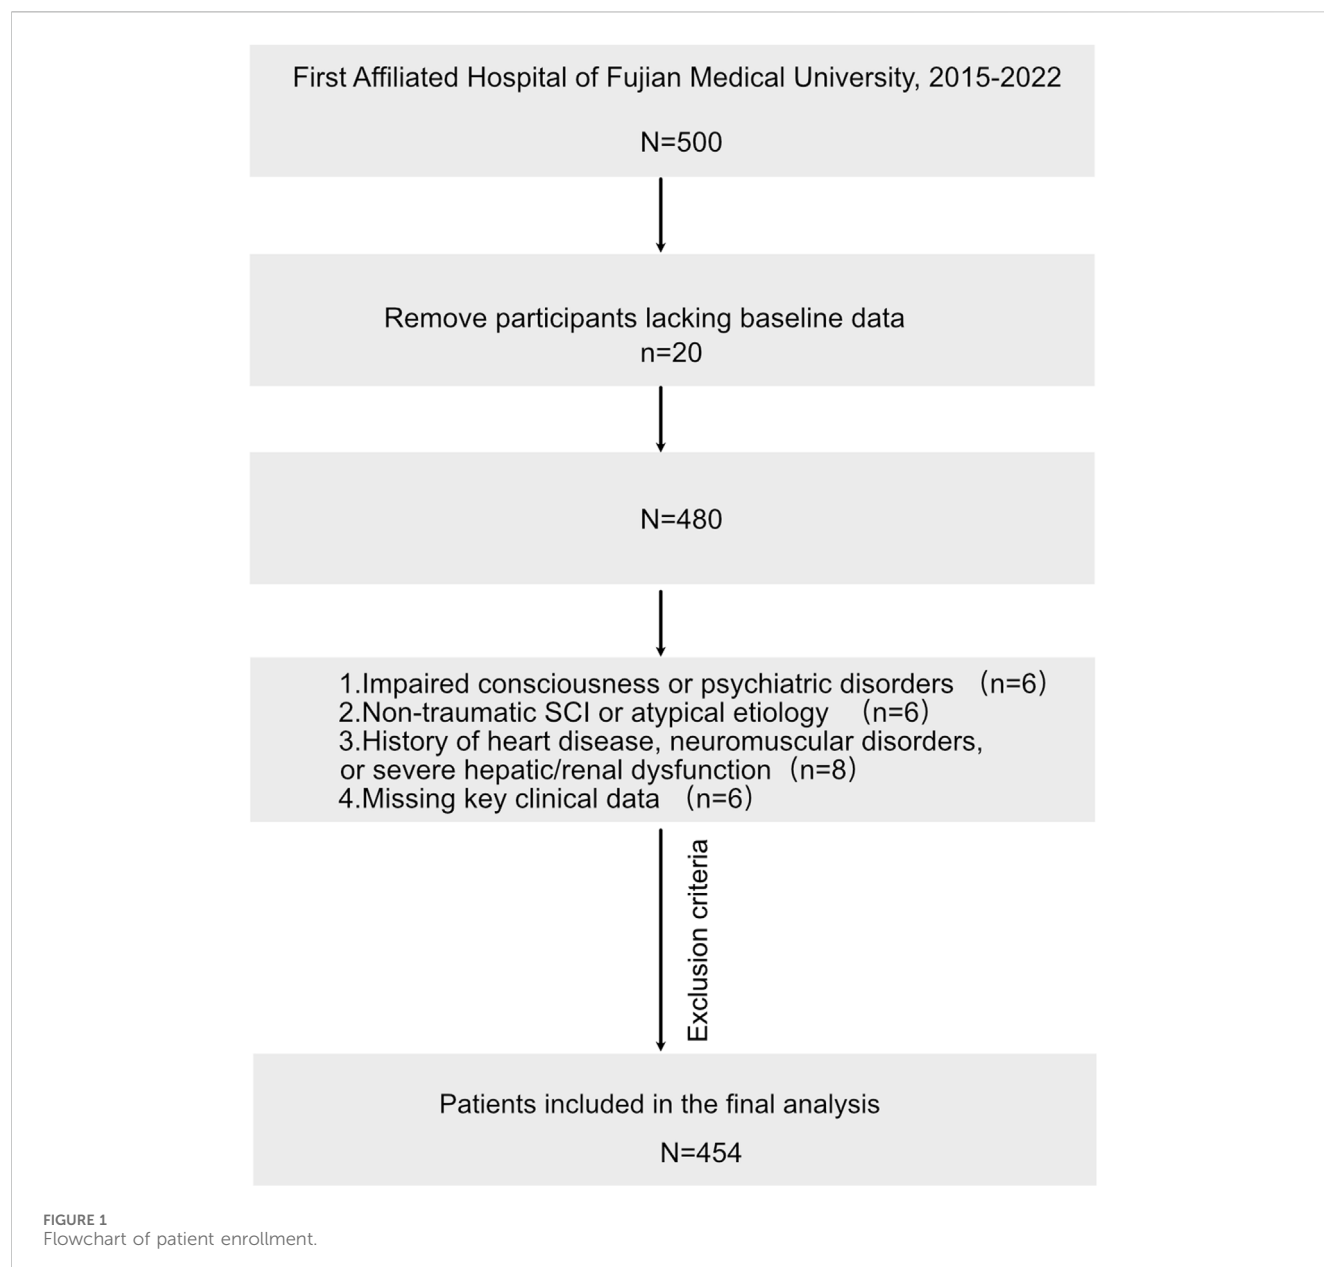 First Affiliated Hospital of Fujian Medical University, 2015-2022
N=500
Remove participants lacking baseline data
n=20
N=480
1.Impaired consciousness or psychiatric disorders （n=6）
2.Non-traumatic SCI or atypical etiology （n=6）
3.History of heart disease, neuromuscular disorders,
or severe hepatic/renal dysfunction（n=8）
4.Missing key clinical data （n=6）
Exclusion criteria
Patients included in the final analysis
N=454
FIGURE 1
Flowchart of patient enrollment.